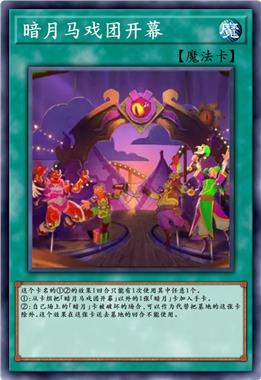 暗月马戏团开幕
魔
【魔法卡】
这个卡名的①②的效果1回合只能有1次使用其中任意1个。
①：从卡组把「暗月马戏团开幕」以外的1张「暗月」卡加入手卡。
②：自己场上的「暗月」卡被破坏的场合，可以作为代替把墓地的这张卡
除外。这个效果在这张卡送去墓地的回合不能使用。